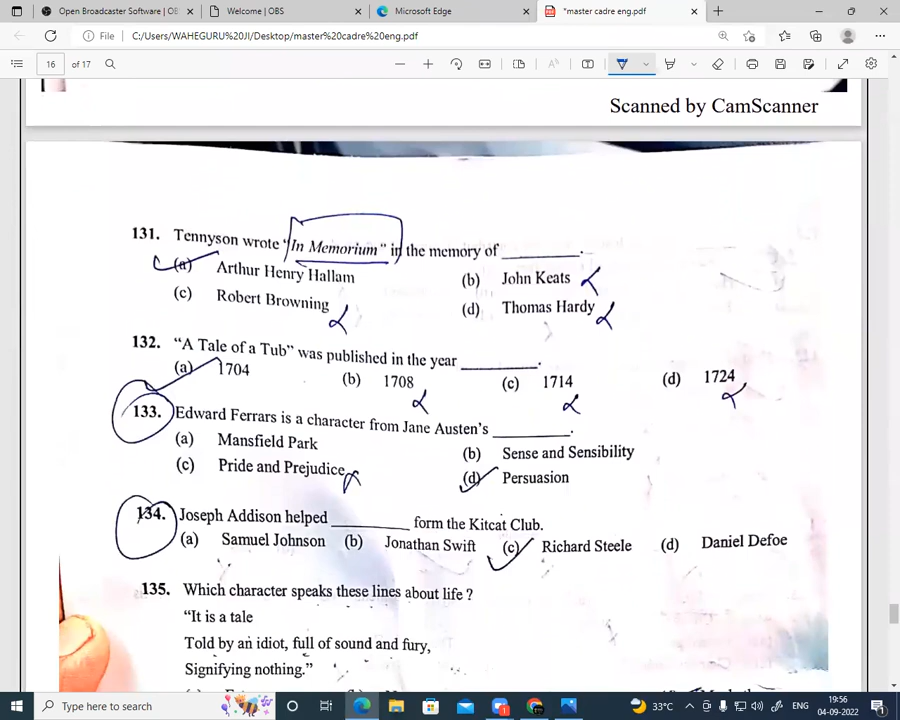 Open Broadcaster Software | OBS
Welcome | OBS
Microsoft Edge
*master cadre eng.pdf
File
C:/Users/WAHEGURU%20JI/Desktop/master%20cadre%20eng.pdf
16 of 17
Scanned by CamScanner
131. Tennyson wrote "In Memorium" in the memory of ________.
(a) Arthur Henry Hallam (b) John Keats
(c) Robert Browning (d) Thomas Hardy
132. "A Tale of a Tub" was published in the year ________.
(a) 1704 (b) 1708 (c) 1714 (d) 1724
133. Edward Ferrars is a character from Jane Austen's ________.
(a) Mansfield Park (b) Sense and Sensibility
(c) Pride and Prejudice (d) Persuasion
134. Joseph Addison helped ________ form the Kitcat Club.
(a) Samuel Johnson (b) Jonathan Swift (c) Richard Steele (d) Daniel Defoe
135. Which character speaks these lines about life ?
"It is a tale
Told by an idiot, full of sound and fury,
Signifying nothing."
Type here to search
33°C
ENG
19:56
04-09-2022